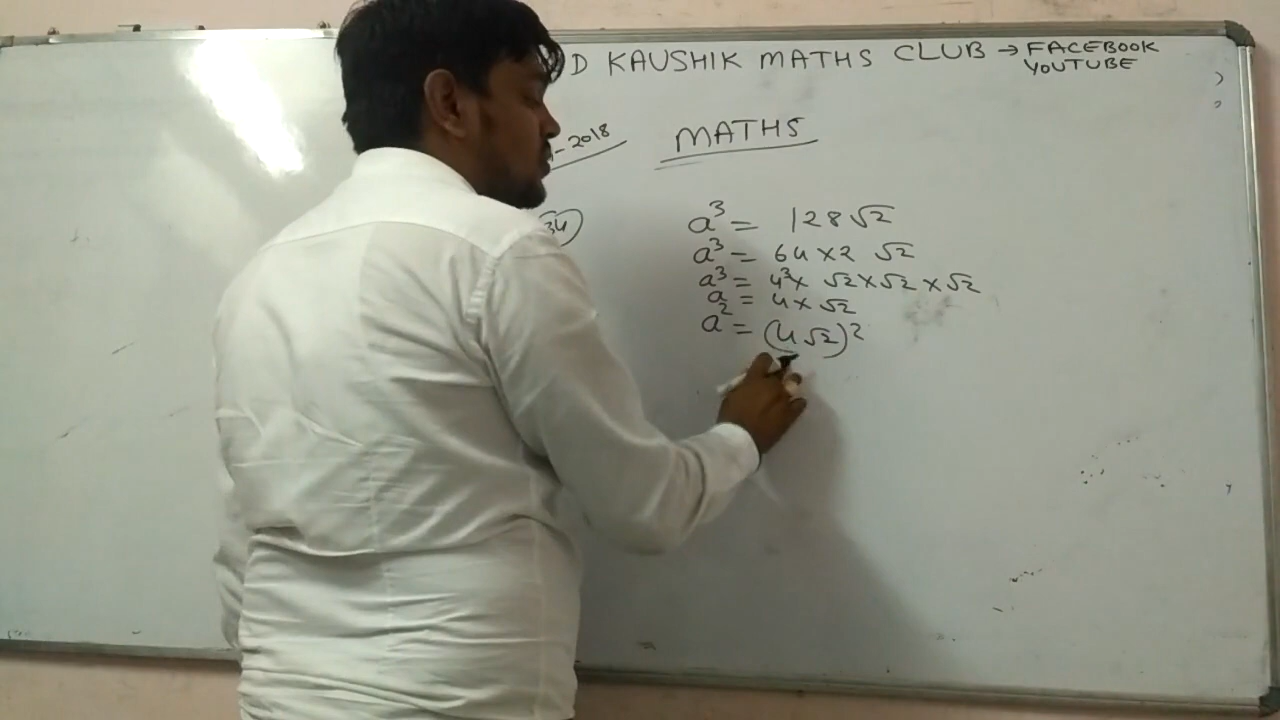 D KAUSHIK MATHS CLUB → FACEBOOK
YOUTUBE
-2018
MATHS
34
a³ = 128√2
a³ = 64×2 √2
a³ = 4³× √2×√2×√2
a = 4×√2
a² = (4√2)²